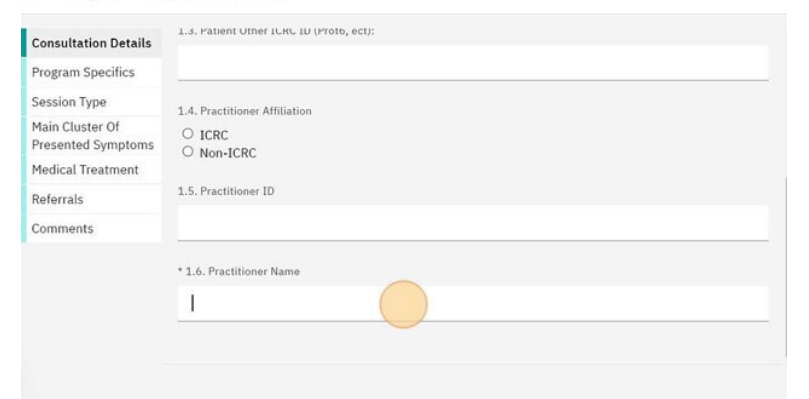 Consultation Details
Program Specifics
Session Type
Main Cluster Of
Presented Symptoms
Medical Treatment
Referrals
Comments
1.3. Patient Other ICRC ID (Prot6, ect):
1.4. Practitioner Affiliation
ICRC
Non-ICRC
1.5. Practitioner ID
* 1.6. Practitioner Name